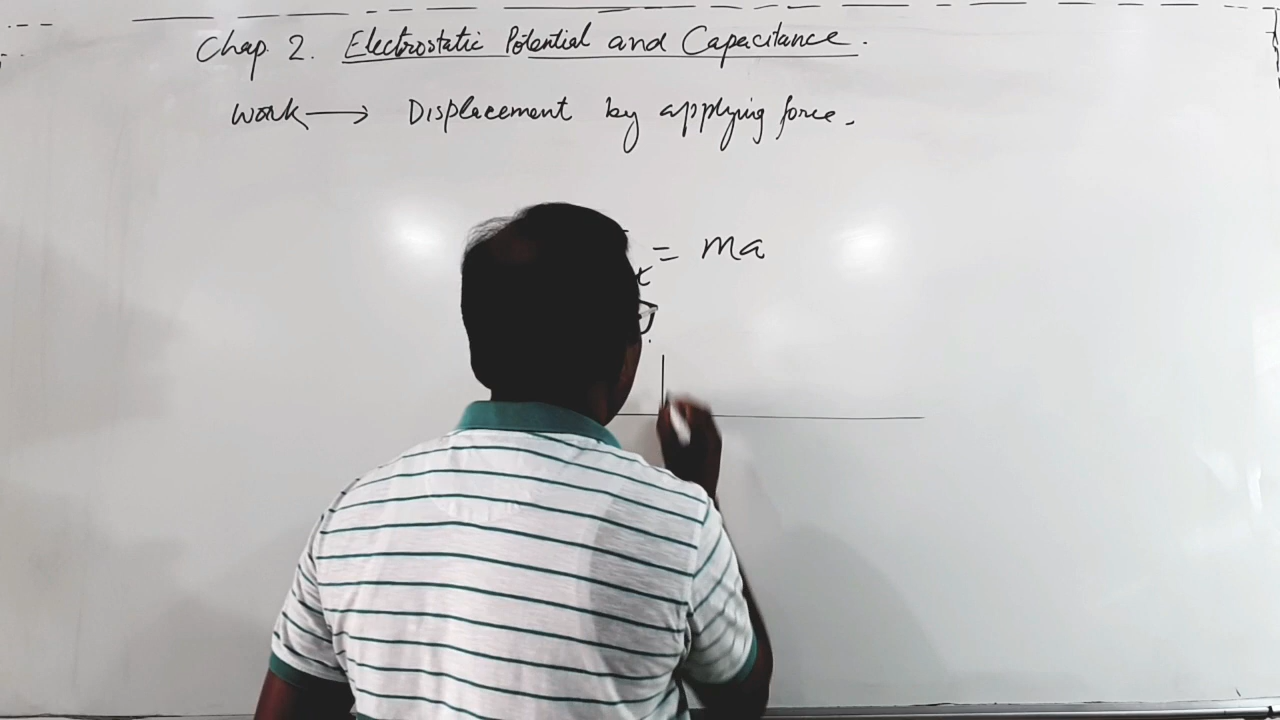 Chap 2. Electrostatic Potential and Capacitance.
Work → Displacement by applying force.
= ma